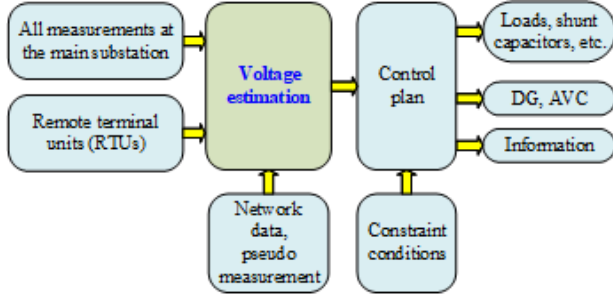 All measurements at
the main substation
Remote terminal
units (RTUs)
Voltage
estimation
Network
data,
pseudo
measurement
Control
plan
Constraint
conditions
Loads, shunt
capacitors, etc.
DG, AVC
Information